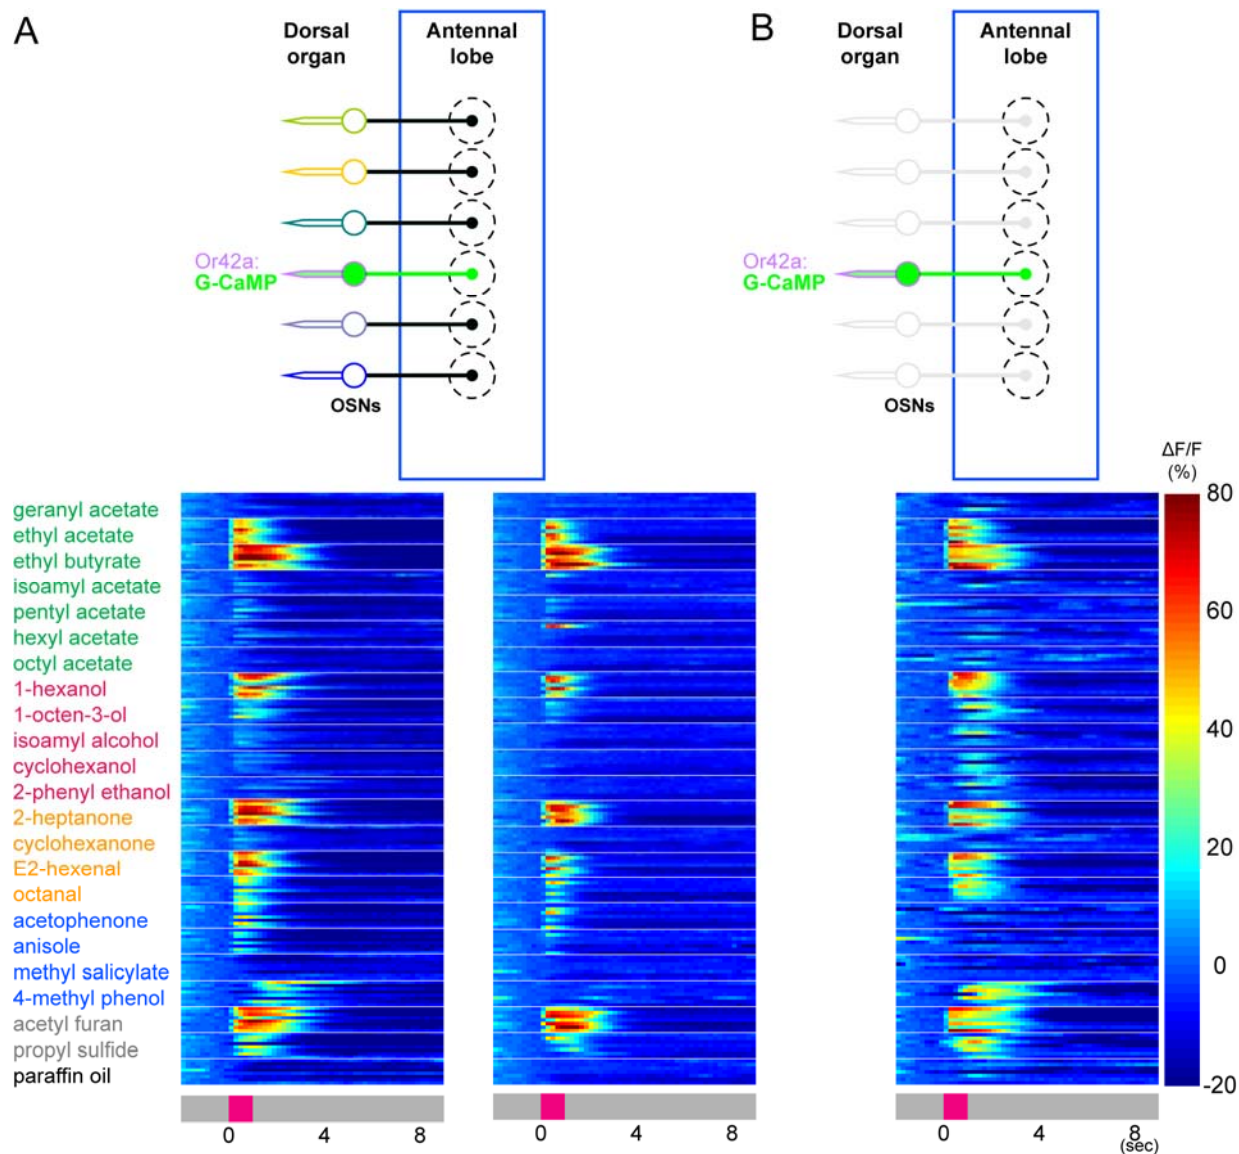 A
Dorsal
organ
Antennal
lobe
Or42a:
G-CaMP
OSNs
B
Dorsal
organ
Antennal
lobe
Or42a:
G-CaMP
OSNs
geranyl acetate
ethyl acetate
ethyl butyrate
isoamyl acetate
pentyl acetate
hexyl acetate
octyl acetate
1-hexanol
1-octen-3-ol
isoamyl alcohol
cyclohexanol
2-phenyl ethanol
2-heptanone
cyclohexanone
E2-hexenal
octanal
acetophenone
anisole
methyl salicylate
4-methyl phenol
acetyl furan
propyl sulfide
paraffin oil
0 4 8
0 4 8
0 4 8
(sec)
ΔF/F
(%)
80
60
40
20
0
-20